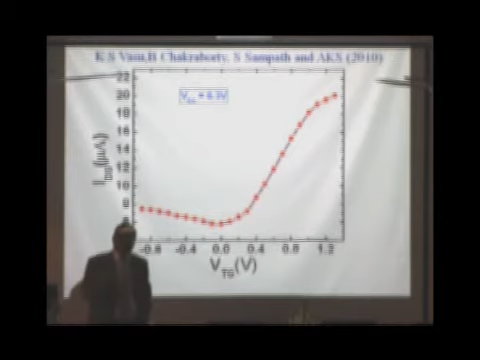 K S Vasu,B Chakraborty, S Sampath and AKS (2010)
22
20
V_DS = 0.3V
18
16
14
12
10
8
6
I_DS(μA)
-0.8 -0.4 0.0 0.4 0.8 1.2
V_TG(V)